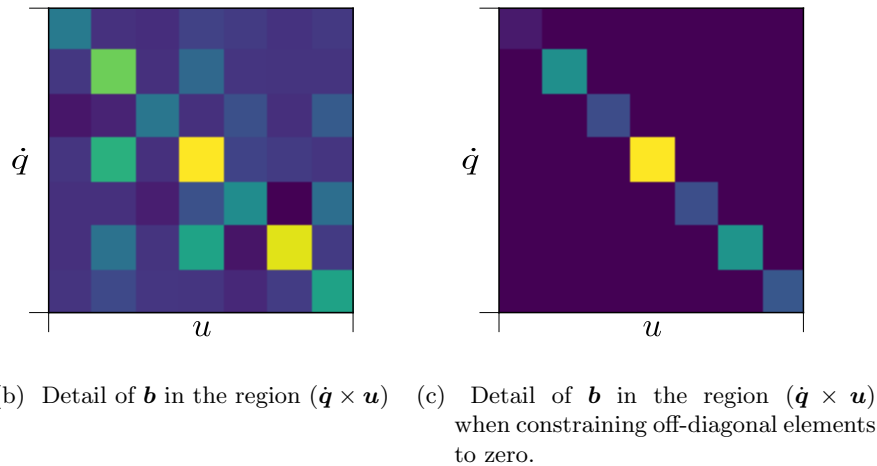 q̇
u
q̇
u
b) Detail of b in the region (q̇ × u)
(c) Detail of b in the region (q̇ × u)
when constraining off-diagonal elements
to zero.